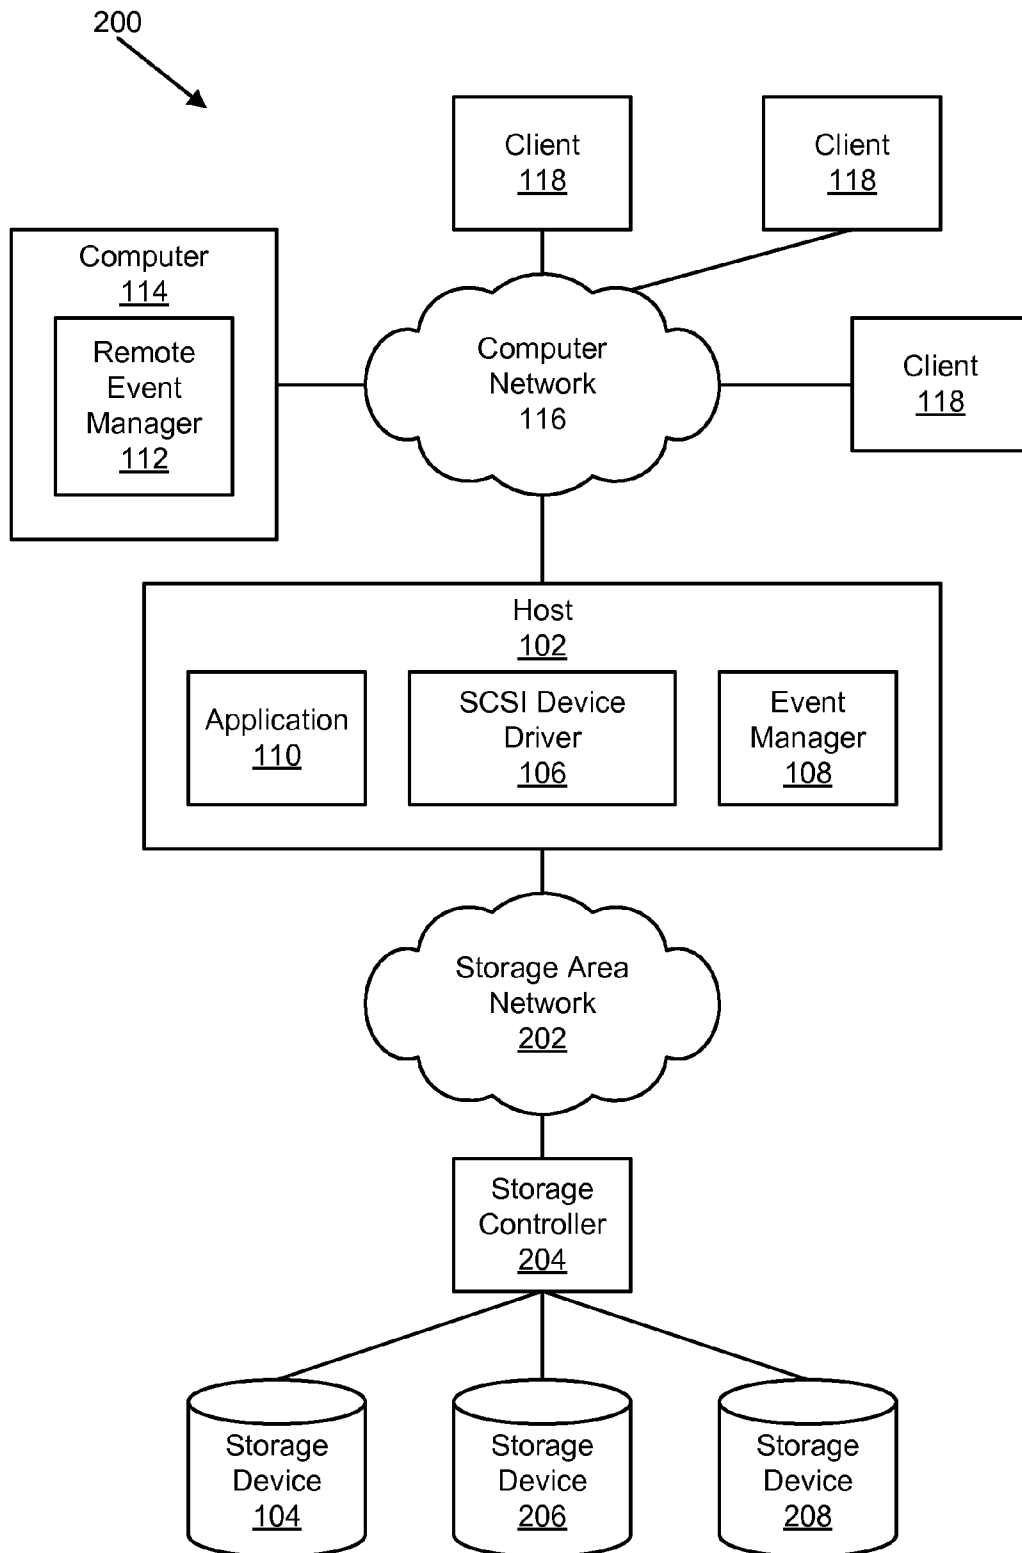 200
Client
118
Client
118
Computer
114
Remote
Event
Manager
112
Computer
Network
116
Client
118
Host
102
Application
110
SCSI Device
Driver
106
Event
Manager
108
Storage Area
Network
202
Storage
Controller
204
Storage
Device
104
Storage
Device
206
Storage
Device
208